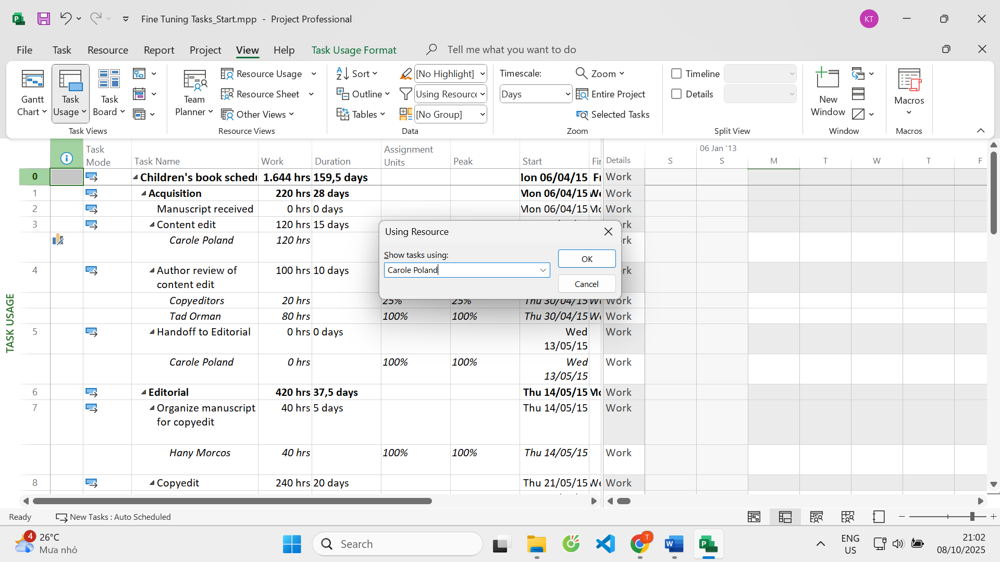 Fine Tuning Tasks_Start.mpp - Project Professional
KT
File Task Resource Report Project View Help Task Usage Format Tell me what you want to do
Gantt Chart
Task Usage
Task Board
Task Views
Team Planner
Resource Usage
Resource Sheet
Other Views
Resource Views
Sort
Outline
Tables
[No Highlight]
Using Resource
[No Group]
Data
Timescale:
Days
Zoom
Entire Project
Selected Tasks
Zoom
Timeline
Details
Split View
New Window
Window
Macros
Macros
Task Mode Task Name Work Duration Assignment Units Peak Start Details
06 Jan '13
S S M T W T F
0 Children's book 1.644 hrs 159,5 days 06/04/15 Work
1 Acquisition 220 hrs 28 days Mon 06/04/15 Work
2 Manuscript received 0 hrs 0 days Mon 06/04/15 Work
3 Content edit 120 hrs 15 days
Carole Poland 120 hrs
4 Author review of content edit 100 hrs 10 days
Copyeditors 20 hrs 25% 25% Thu 30/04/15 Work
Tad Orman 80 hrs 100% 100% Thu 30/04/15 Work
5 Handoff to Editorial 0 hrs 0 days Wed 13/05/15 Work
Carole Poland 0 hrs 100% 100% Wed 13/05/15 Work
6 Editorial 420 hrs 37,5 days Thu 14/05/15 Work
7 Organize manuscript for copyedit 40 hrs 5 days Thu 14/05/15 Work
Hany Morcos 40 hrs 100% 100% Thu 14/05/15 Work
8 Copyedit 240 hrs 20 days Thu 21/05/15 Work
TASK USAGE
Using Resource
Show tasks using:
Carole Poland
OK
Cancel
Ready New Tasks : Auto Scheduled
4
26°C
Mưa nhỏ
Search
T
ENG
US
21:02
08/10/2025